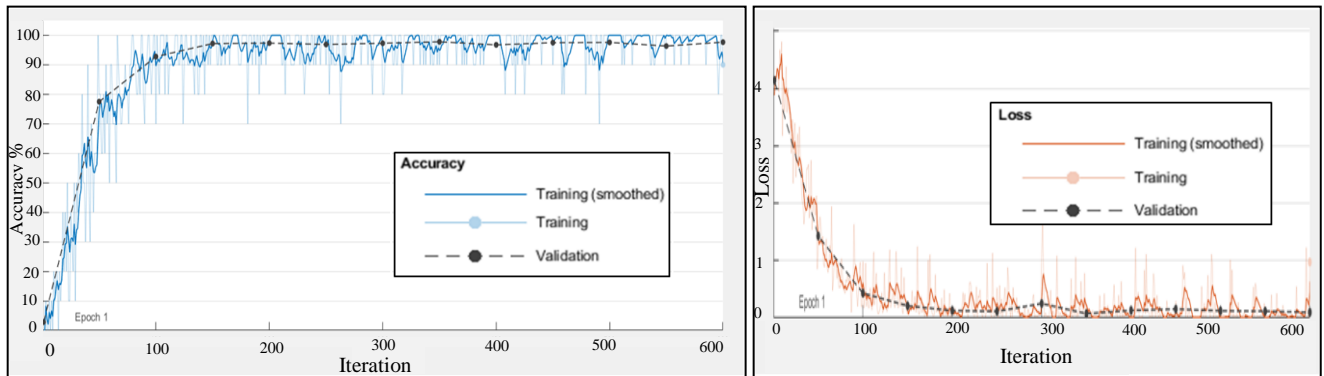 100
90
80
70
60
50
40
30
20
10
0
Accuracy %
Accuracy
Training (smoothed)
Training
Validation
Epoch 1
0 100 200 300 400 500 600
Iteration
4
3
2
1
0
Loss
Loss
Training (smoothed)
Training
Validation
Epoch 1
0 100 200 300 400 500 600
Iteration